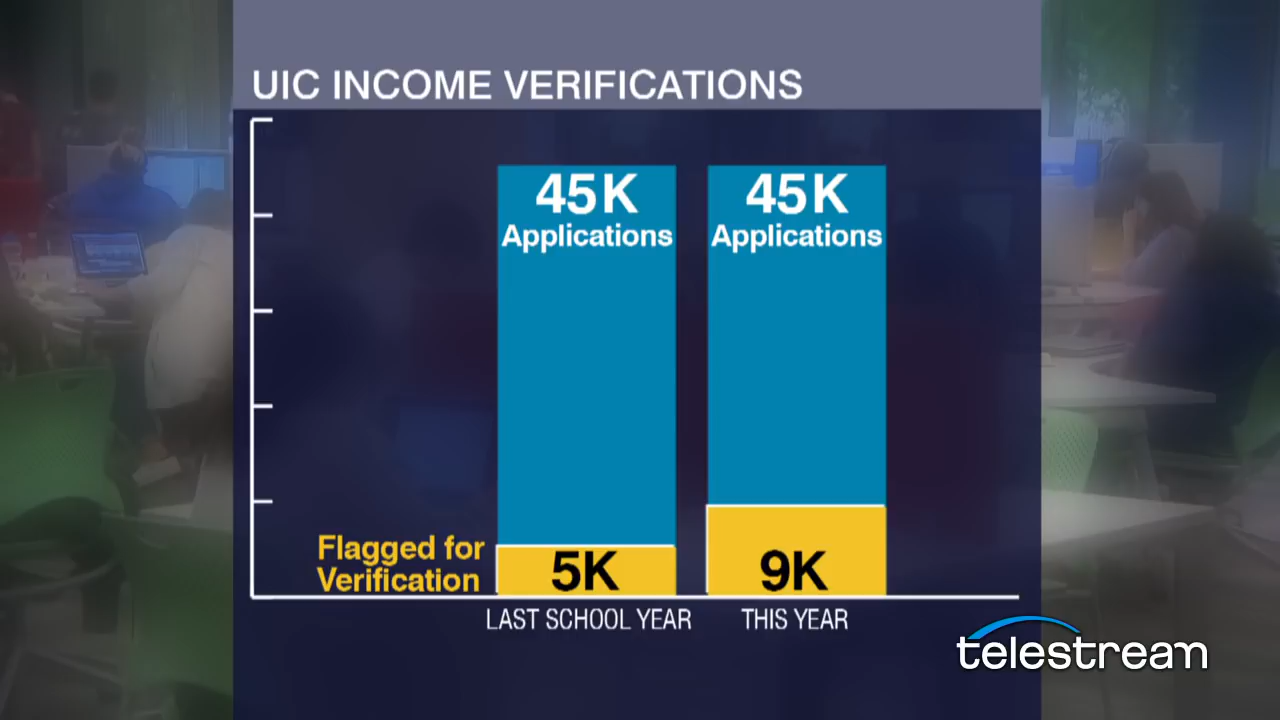 UIC INCOME VERIFICATIONS
45K
Applications
45K
Applications
Flagged for
Verification
5K
9K
LAST SCHOOL YEAR
THIS YEAR
telestream